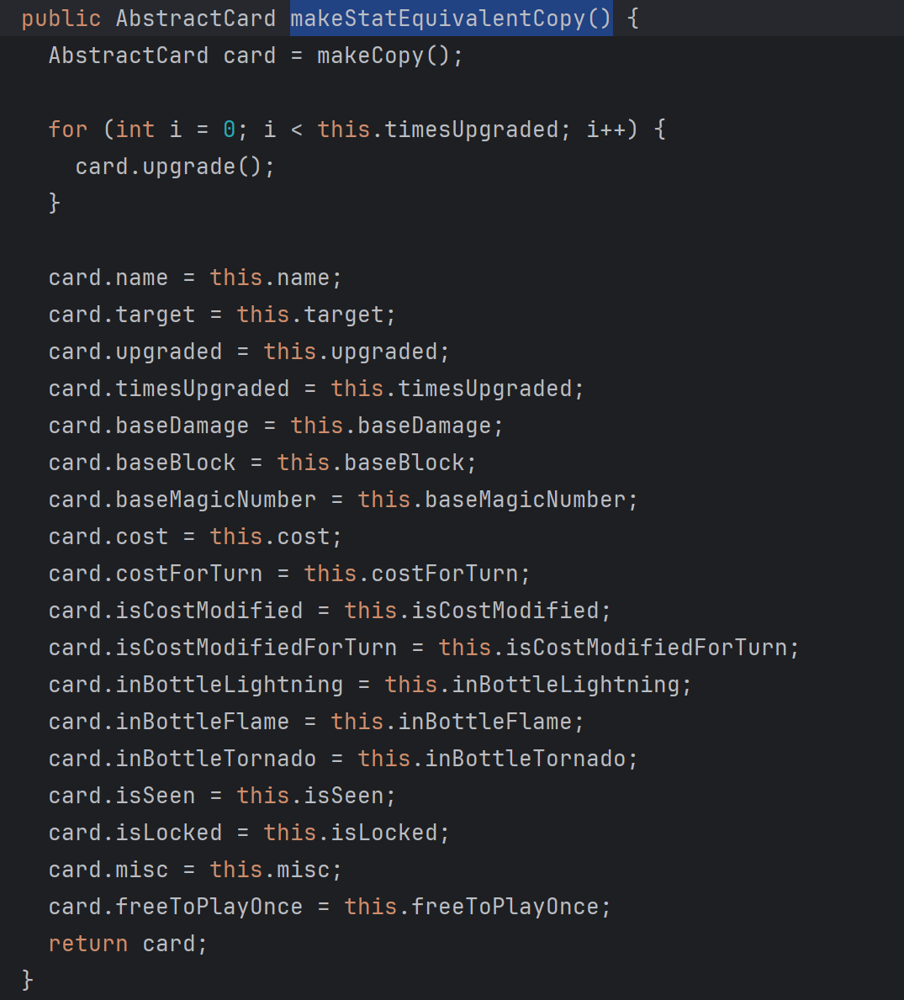 public AbstractCard makeStatEquivalentCopy() {
  AbstractCard card = makeCopy();

  for (int i = 0; i < this.timesUpgraded; i++) {
    card.upgrade();
  }

  card.name = this.name;
  card.target = this.target;
  card.upgraded = this.upgraded;
  card.timesUpgraded = this.timesUpgraded;
  card.baseDamage = this.baseDamage;
  card.baseBlock = this.baseBlock;
  card.baseMagicNumber = this.baseMagicNumber;
  card.cost = this.cost;
  card.costForTurn = this.costForTurn;
  card.isCostModified = this.isCostModified;
  card.isCostModifiedForTurn = this.isCostModifiedForTurn;
  card.inBottleLightning = this.inBottleLightning;
  card.inBottleFlame = this.inBottleFlame;
  card.inBottleTornado = this.inBottleTornado;
  card.isSeen = this.isSeen;
  card.isLocked = this.isLocked;
  card.misc = this.misc;
  card.freeToPlayOnce = this.freeToPlayOnce;
  return card;
}